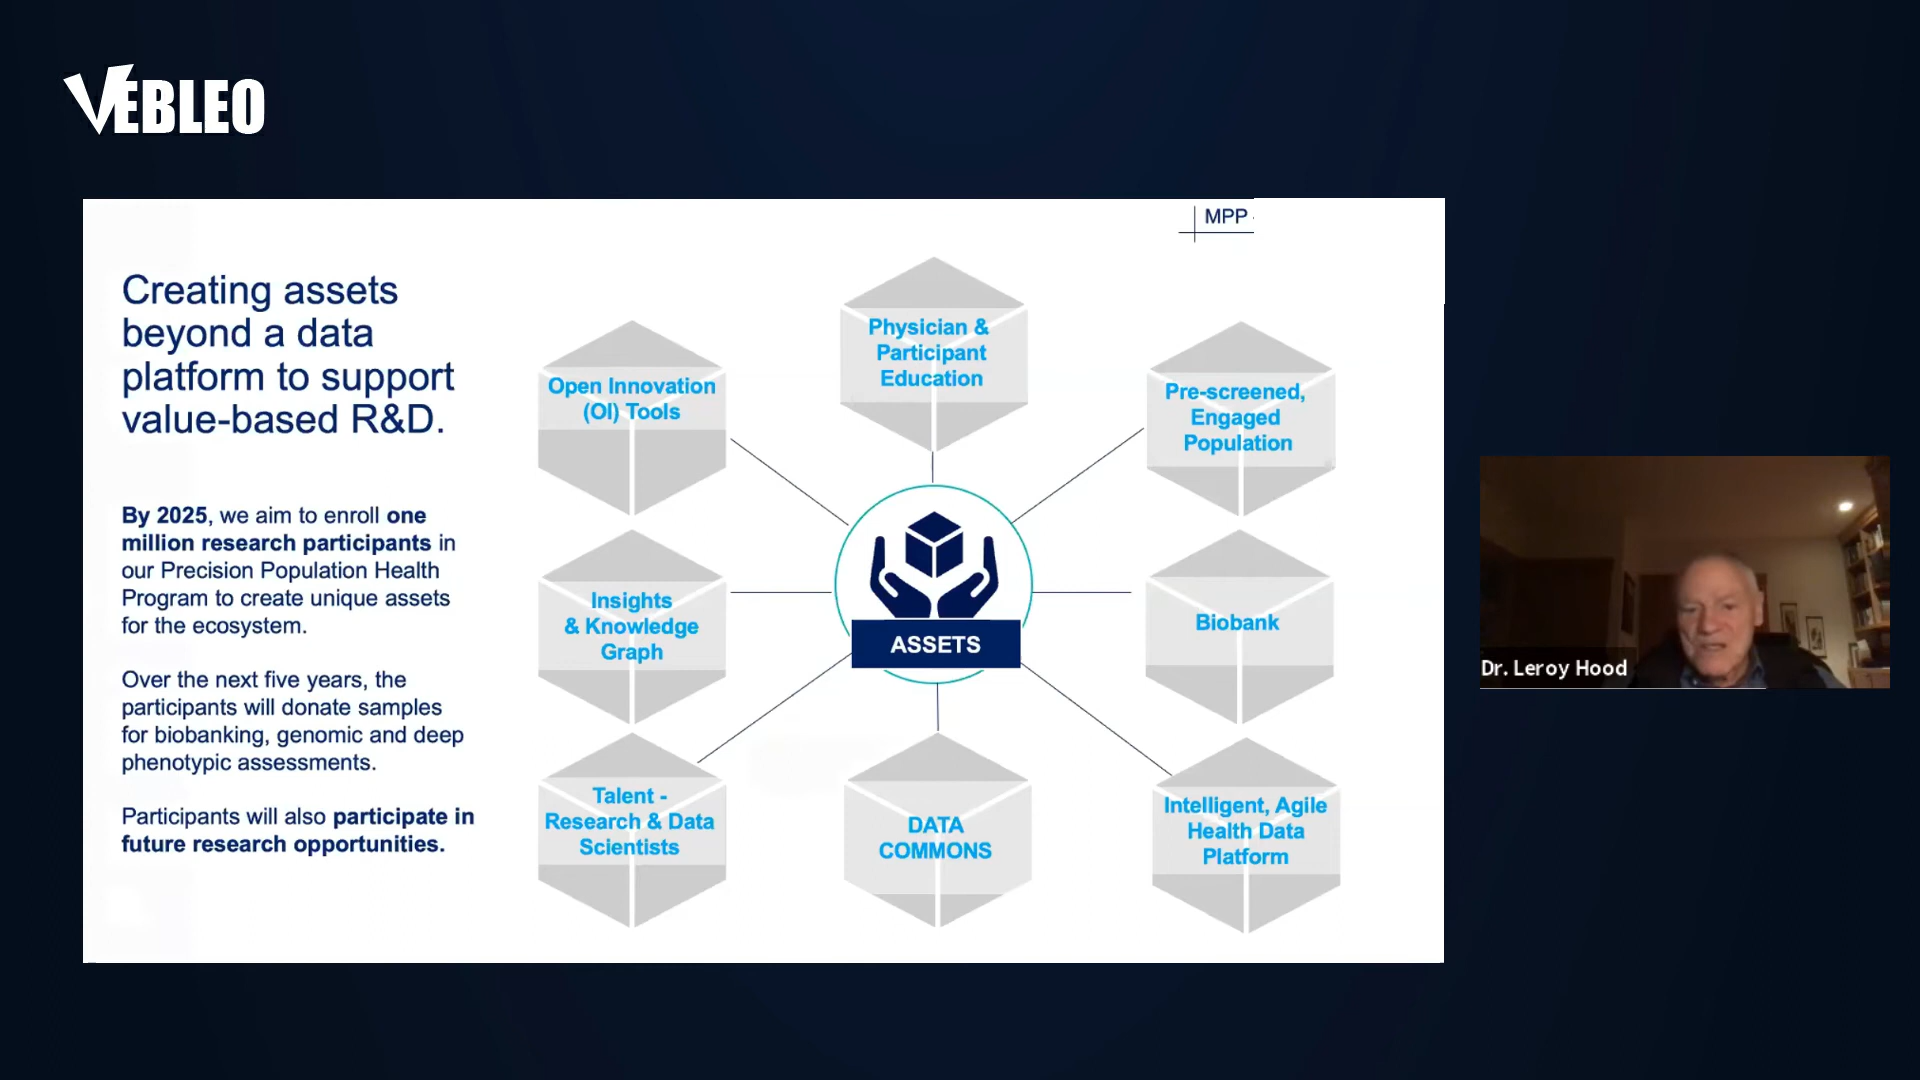 VEBLEO
MPP
Creating assets
beyond a data
platform to support
value-based R&D.
By 2025, we aim to enroll one
million research participants in
our Precision Population Health
Program to create unique assets
for the ecosystem.
Over the next five years, the
participants will donate samples
for biobanking, genomic and deep
phenotypic assessments.
Participants will also participate in
future research opportunities.
Physician &
Participant
Education
Open Innovation
(OI) Tools
Pre-screened,
Engaged
Population
Insights
& Knowledge
Graph
ASSETS
Biobank
Talent -
Research & Data
Scientists
DATA
COMMONS
Intelligent, Agile
Health Data
Platform
Dr. Leroy Hood